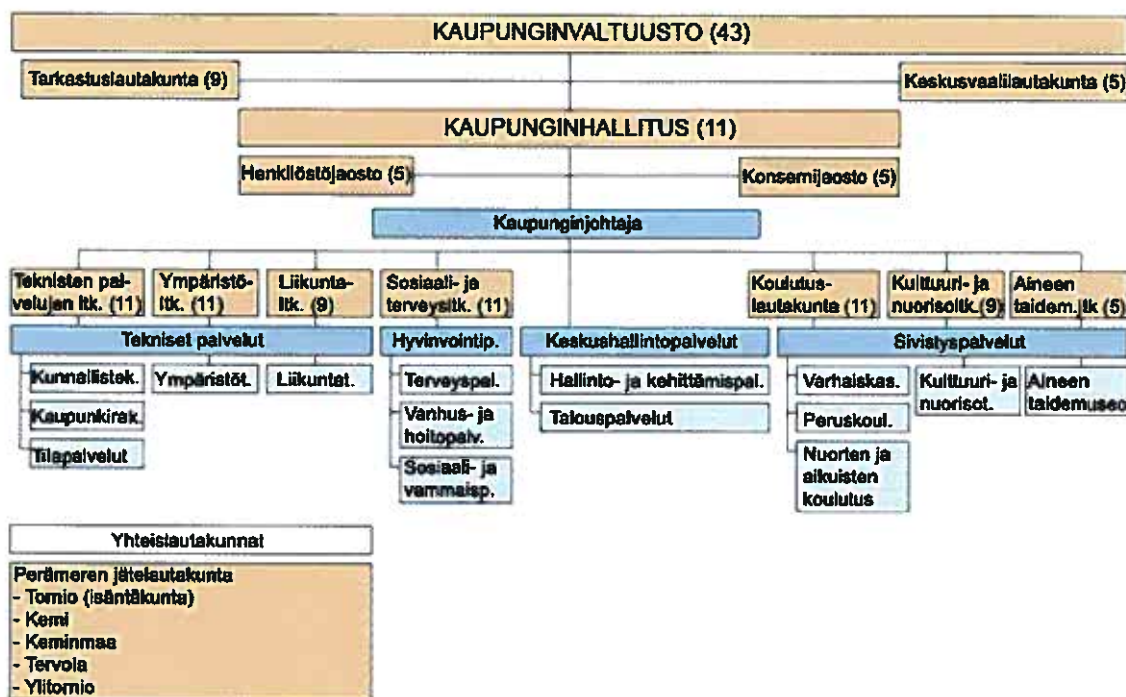 KAUPUNGINVALTUUSTO (43)
Tarkastuslautakunta (9)
Keskusvaalilautakunta (5)
KAUPUNGINHALLITUS (11)
Henkilöstöjaosto (5)
Konsernijaosto (5)
Kaupunginjohtaja
Teknisten pal-
velujen ltk. (11)
Ympäristö-
ltk. (11)
Liikunta-
ltk. (9)
Sosiaali- ja
terveysltk. (11)
Koulutus-
lautakunta (11)
Kulttuuri- ja
nuorisoltk. (9)
Aineen
taidem. ltk (5)
Tekniset palvelut
Hyvinvointip.
Keskushallintopalvelut
Sivistyspalvelut
Kunnallistek.
Kaupunkirak.
Tilapalvelut
Ympäristöt.
Liikuntat.
Terveyspal.
Vanhus- ja
hoitopalv.
Sosiaali- ja
vammaisp.
Hallinto- ja kehittämispal.
Talouspalvelut
Varhaiskas.
Peruskoul.
Nuorten ja
aikuisten
koulutus
Kulttuuri- ja
nuorisot.
Aineen
taidemuseo
Yhteislautakunnat
Perämeren jätelautakunta
- Tornio (isäntäkunta)
- Kemi
- Keminmaa
- Tervola
- Ylitornio